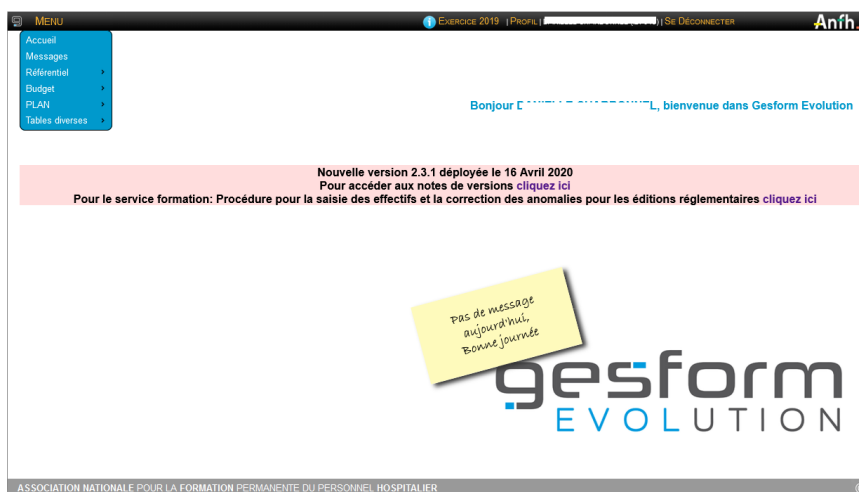 MENU
EXERCICE 2019 | PROFIL | | SE DÉCONNECTER
Anfh
Accueil
Messages
Référentiel
Budget
PLAN
Tables diverses
Bonjour , bienvenue dans Gesform Evolution
Nouvelle version 2.3.1 déployée le 16 Avril 2020
Pour accéder aux notes de versions cliquez ici
Pour le service formation: Procédure pour la saisie des effectifs et la correction des anomalies pour les éditions réglementaires cliquez ici
Pas de message
aujourd'hui,
Bonne journée
gesform
EVOLUTION
ASSOCIATION NATIONALE POUR LA FORMATION PERMANENTE DU PERSONNEL HOSPITALIER